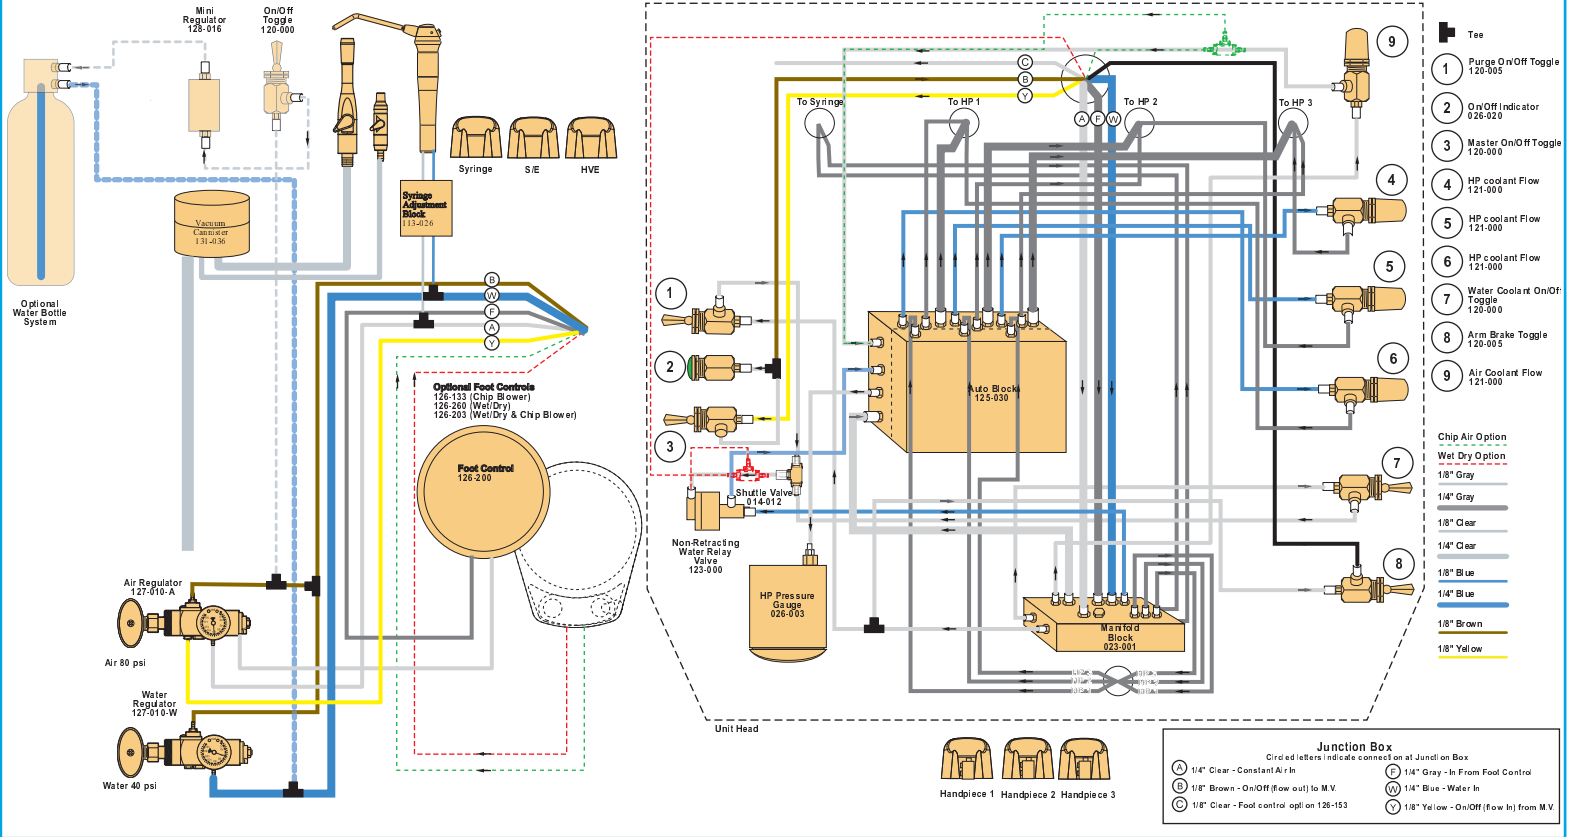 Mini
Regulator
128-016
On/Off
Toggle
120-000
Syringe
S/E
HVE
Syringe
Adjustment
Block
113-026
Vacuum
Cannister
131-036
Optional
Water Bottle
System
B
W
F
A
Y
Optional Foot Controls
126-133 (Chip Blower)
126-260 (Wet/Dry)
126-203 (Wet/Dry & Chip Blower)
Foot Control
126-200
Air Regulator
127-010-A
Air 80 psi
Water
Regulator
127-010-W
Water 40 psi
C
B
Y
A
F
W
To Syringe
To HP 1
To HP 2
To HP 3
1
2
3
Auto Block
125-030
Shuttle Valve
014-012
Non-Retracting
Water Relay
Valve
123-000
HP Pressure
Gauge
026-003
Manifold
Block
023-001
9
4
5
6
7
8
Unit Head
Handpiece 1
Handpiece 2
Handpiece 3
Tee
1
Purge On/Off Toggle
120-005
2
On/Off Indicator
026-020
3
Master On/Off Toggle
120-000
4
HP coolant Flow
121-000
5
HP coolant Flow
121-000
6
HP coolant Flow
121-000
7
Water Coolant On/Off
Toggle
120-000
8
Arm Brake Toggle
120-005
9
Air Coolant Flow
121-000
Chip Air Option
Wet Dry Option
1/8" Gray
1/4" Gray
1/8" Clear
1/4" Clear
1/8" Blue
1/4" Blue
1/8" Brown
1/8" Yellow
Junction Box
Circled letters indicate connection at Junction Box
A 1/4" Clear - Constant Air In
B 1/8" Brown - On/Off (flow out) to M.V.
C 1/8" Clear - Foot control option 126-153
F 1/4" Gray - In From Foot Control
W 1/4" Blue - Water In
Y 1/8" Yellow - On/Off (flow In) from M.V.